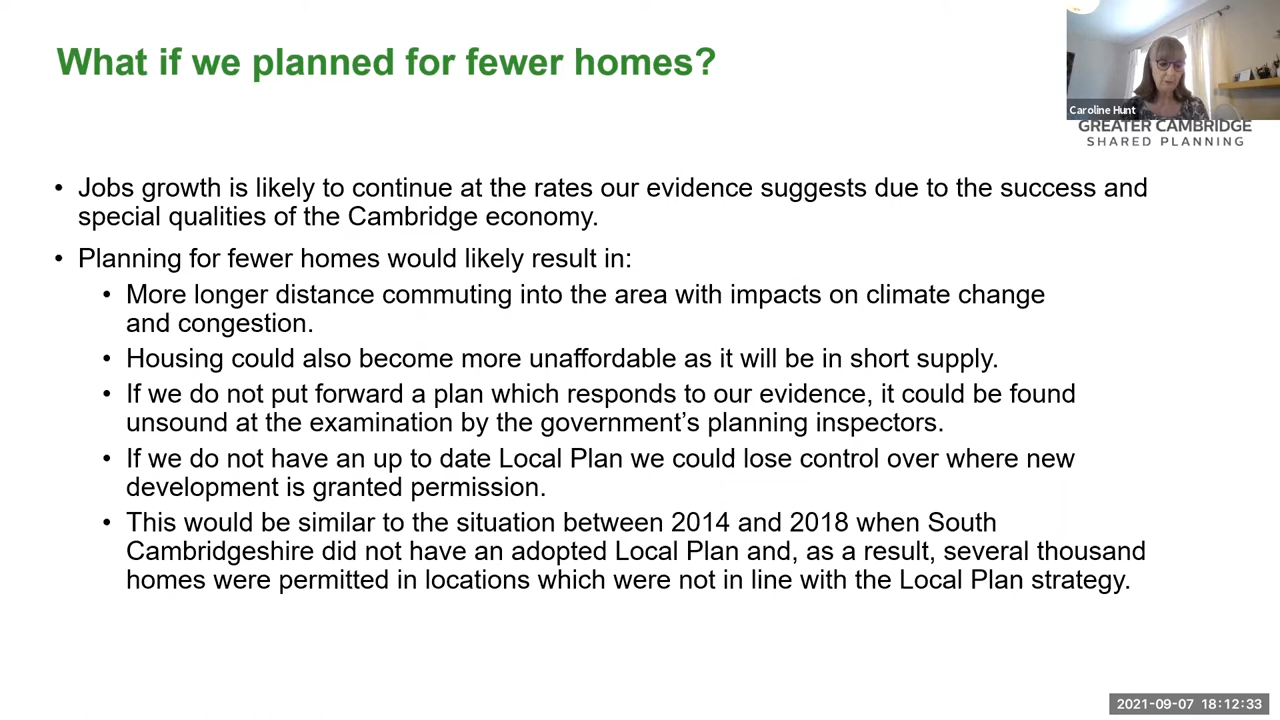 What if we planned for fewer homes?
Caroline Hunt
GREATER CAMBRIDGE
SHARED PLANNING
• Jobs growth is likely to continue at the rates our evidence suggests due to the success and
special qualities of the Cambridge economy.
• Planning for fewer homes would likely result in:
• More longer distance commuting into the area with impacts on climate change
and congestion.
• Housing could also become more unaffordable as it will be in short supply.
• If we do not put forward a plan which responds to our evidence, it could be found
unsound at the examination by the government's planning inspectors.
• If we do not have an up to date Local Plan we could lose control over where new
development is granted permission.
• This would be similar to the situation between 2014 and 2018 when South
Cambridgeshire did not have an adopted Local Plan and, as a result, several thousand
homes were permitted in locations which were not in line with the Local Plan strategy.
2021-09-07 18:12:33